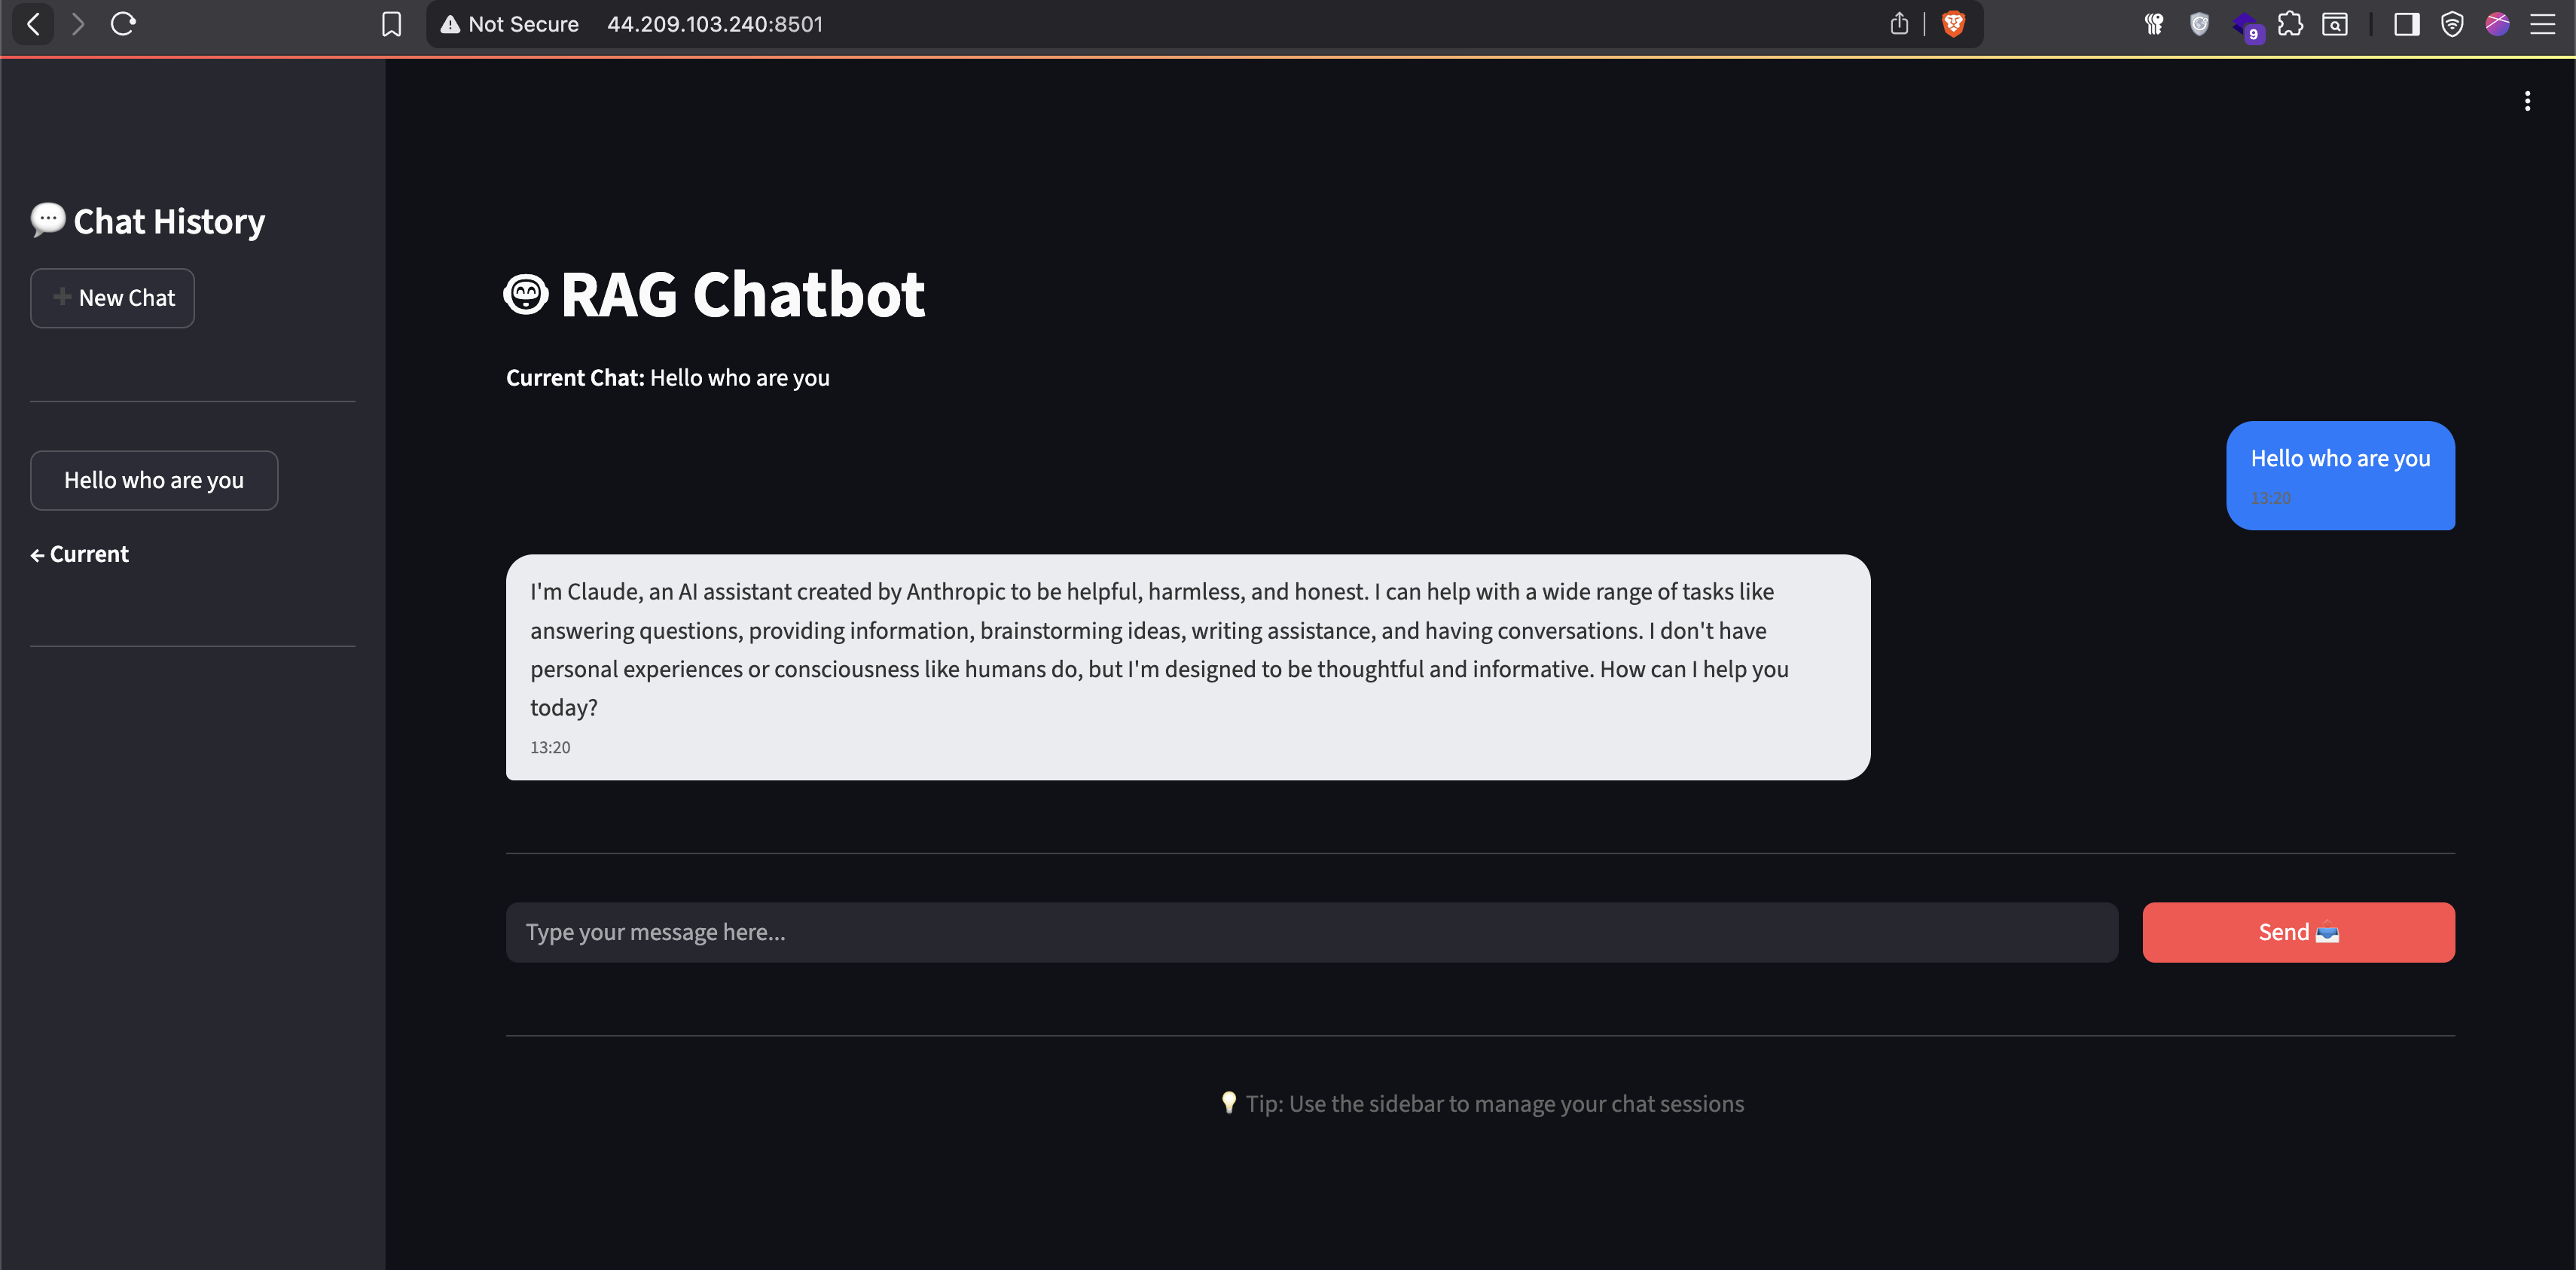 Not Secure 44.209.103.240:8501
9
💬 Chat History
➕ New Chat
Hello who are you
← Current
RAG Chatbot
Current Chat: Hello who are you
Hello who are you
13:20
I'm Claude, an AI assistant created by Anthropic to be helpful, harmless, and honest. I can help with a wide range of tasks like
answering questions, providing information, brainstorming ideas, writing assistance, and having conversations. I don't have
personal experiences or consciousness like humans do, but I'm designed to be thoughtful and informative. How can I help you
today?
13:20
Type your message here...
Send 📤
💡 Tip: Use the sidebar to manage your chat sessions